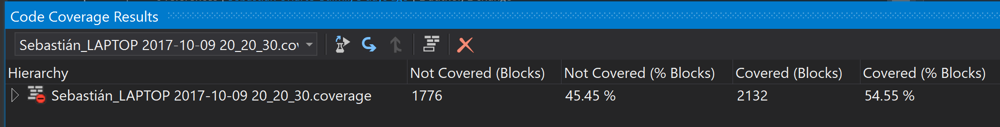 Code Coverage Results
Sebastián_LAPTOP 2017-10-09 20_20_30.cov
Hierarchy Not Covered (Blocks) Not Covered (% Blocks) Covered (Blocks) Covered (% Blocks)
Sebastián_LAPTOP 2017-10-09 20_20_30.coverage 1776 45.45 % 2132 54.55 %